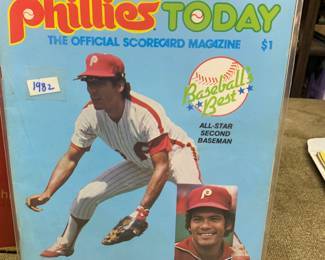 Phillies TODAY
THE OFFICIAL SCORECARD MAGAZINE $1
1982
Baseball's
Best
ALL-STAR
SECOND
BASEMAN
P
P